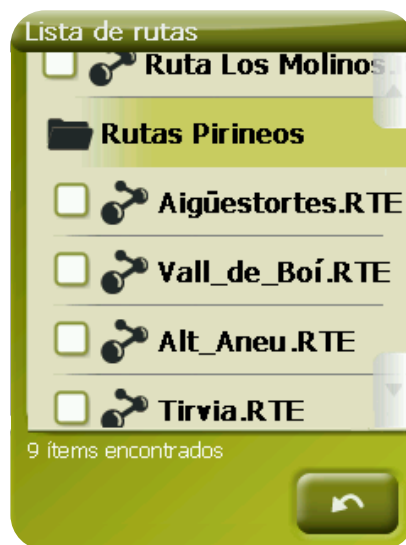 Lista de rutas
Ruta Los Molinos.
Rutas Pirineos
Aigüestortes.RTE
Vall_de_Boí.RTE
Alt_Aneu.RTE
Tirvia.RTE
9 ítems encontrados